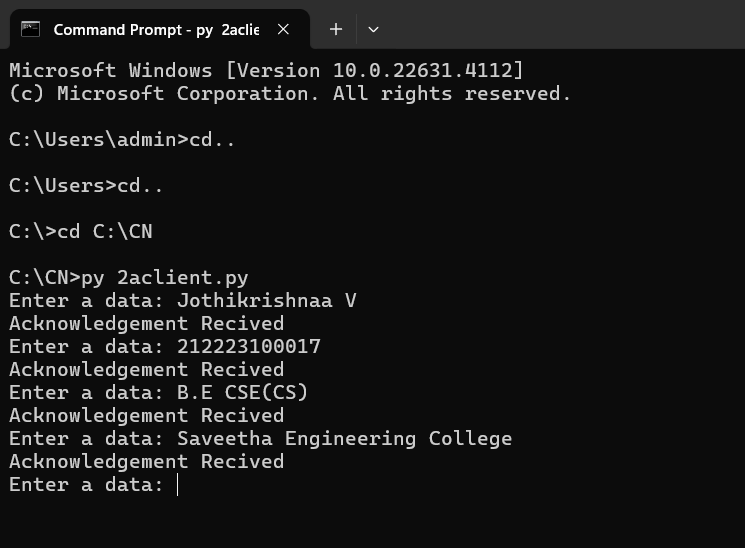 Command Prompt - py 2aclie
Microsoft Windows [Version 10.0.22631.4112]
(c) Microsoft Corporation. All rights reserved.
C:\Users\admin>cd..
C:\Users>cd..
C:\>cd C:\CN
C:\CN>py 2aclient.py
Enter a data: Jothikrishnaa V
Acknowledgement Recived
Enter a data: 212223100017
Acknowledgement Recived
Enter a data: B.E CSE(CS)
Acknowledgement Recived
Enter a data: Saveetha Engineering College
Acknowledgement Recived
Enter a data: